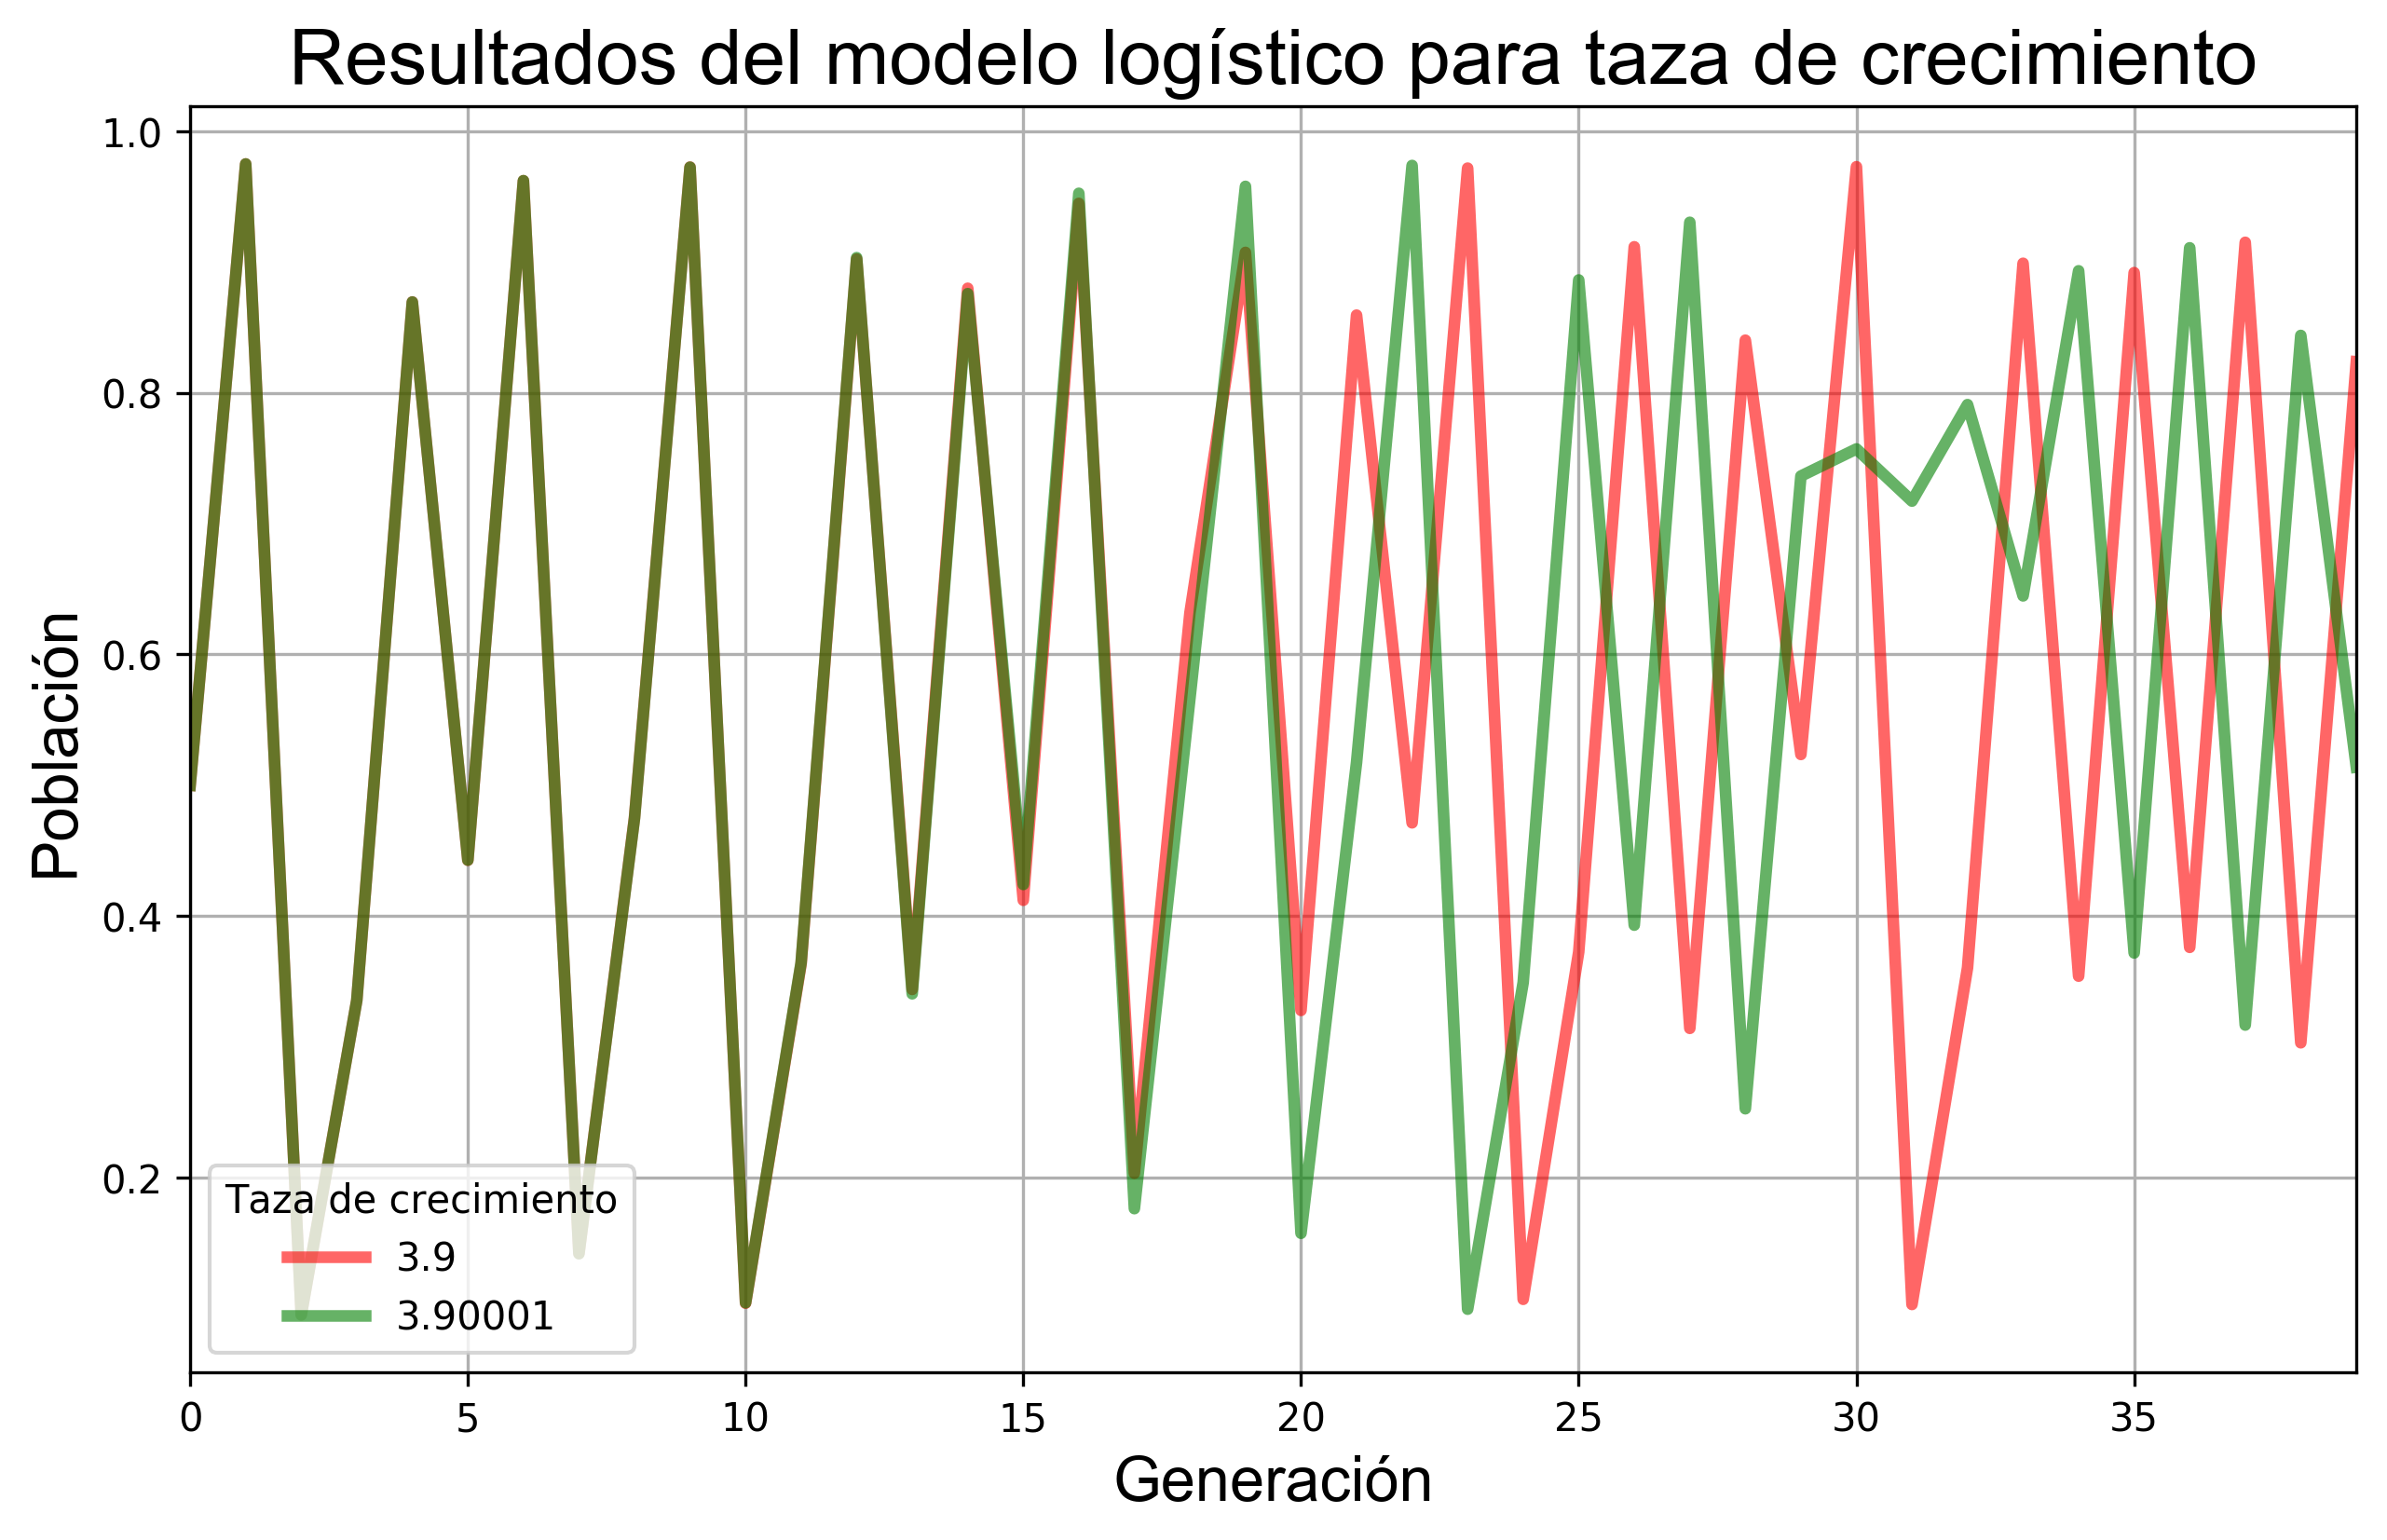 Resultados del modelo logístico para taza de crecimiento
Población
1.0
0.8
0.6
0.4
0.2
Taza de crecimiento
3.9
3.90001
0 5 10 15 20 25 30 35
Generación